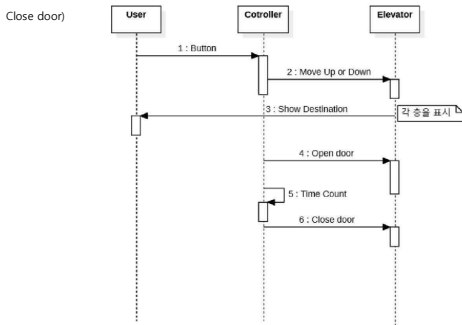 Close door)
User
Cotroller
Elevator
1 : Button
2 : Move Up or Down
3 : Show Destination
각 층을 표시
4 : Open door
5 : Time Count
6 : Close door